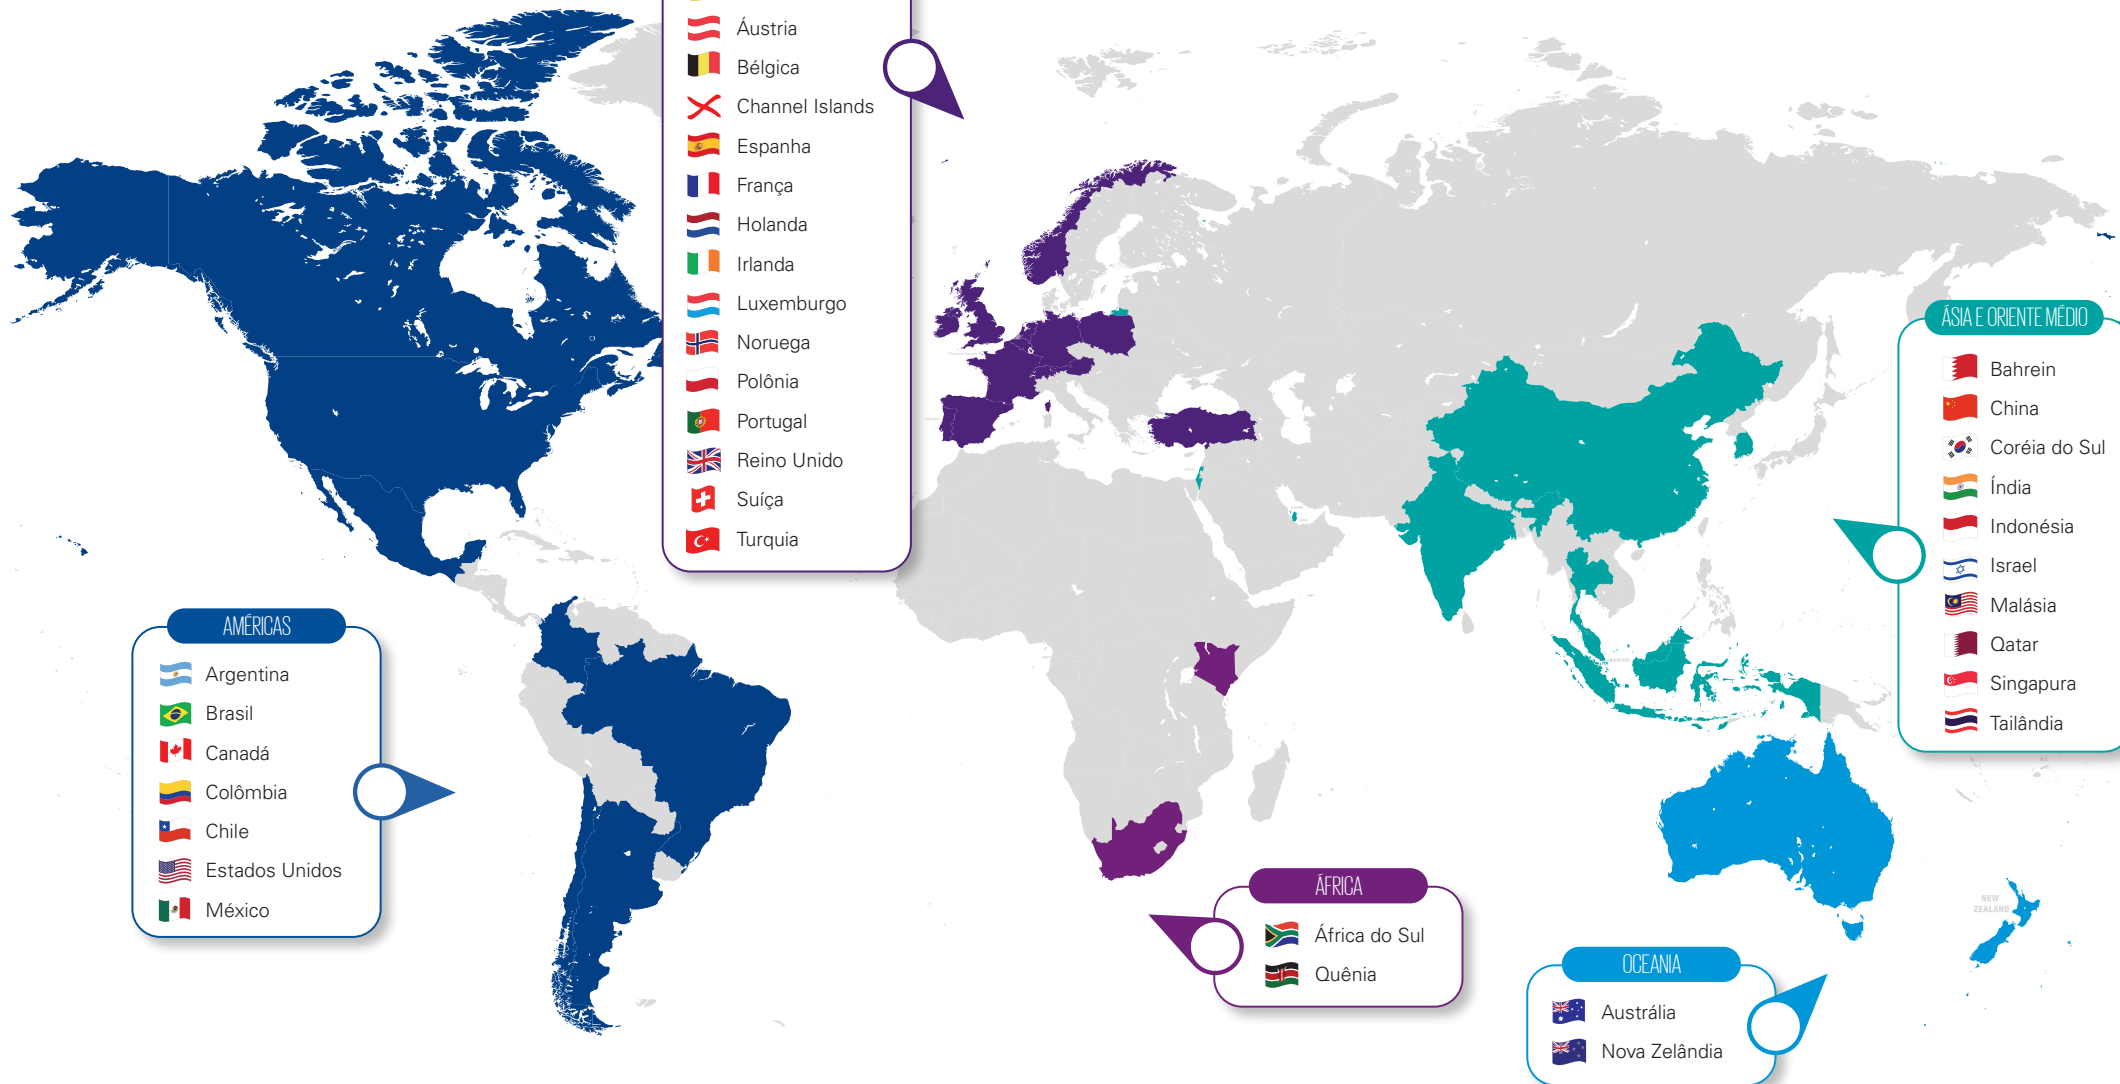 Áustria
Bélgica
Channel Islands
Espanha
França
Holanda
Irlanda
Luxemburgo
Noruega
Polônia
Portugal
Reino Unido
Suíça
Turquia
AMÉRICAS
Argentina
Brasil
Canadá
Colômbia
Chile
Estados Unidos
México
ÁFRICA
África do Sul
Quênia
ÁSIA E ORIENTE MÉDIO
Bahrein
China
Coréia do Sul
Índia
Indonésia
Israel
Malásia
Qatar
Singapura
Tailândia
NEW
ZEALAND
OCEANIA
Austrália
Nova Zelândia